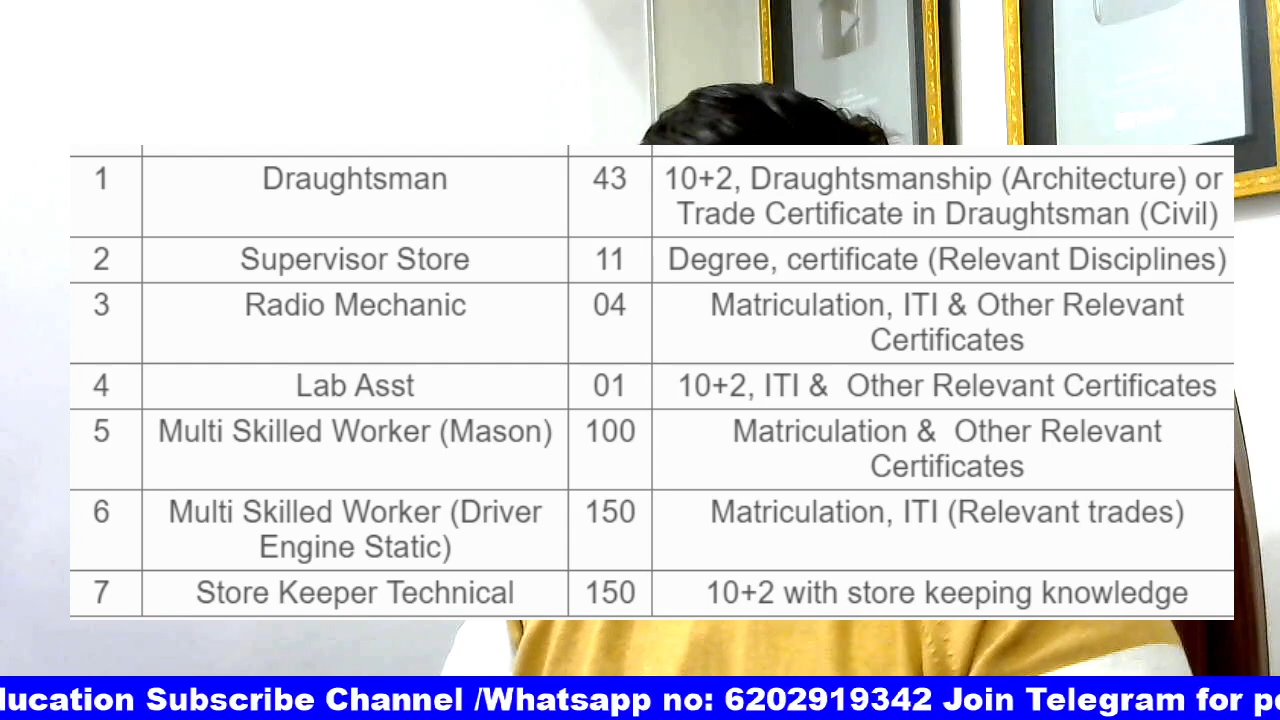 1 Draughtsman 43 10+2, Draughtsmanship (Architecture) or
Trade Certificate in Draughtsman (Civil)
2 Supervisor Store 11 Degree, certificate (Relevant Disciplines)
3 Radio Mechanic 04 Matriculation, ITI & Other Relevant
Certificates
4 Lab Asst 01 10+2, ITI & Other Relevant Certificates
5 Multi Skilled Worker (Mason) 100 Matriculation & Other Relevant
Certificates
6 Multi Skilled Worker (Driver 150 Matriculation, ITI (Relevant trades)
Engine Static)
7 Store Keeper Technical 150 10+2 with store keeping knowledge
ducation Subscribe Channel /Whatsapp no: 6202919342 Join Telegram for